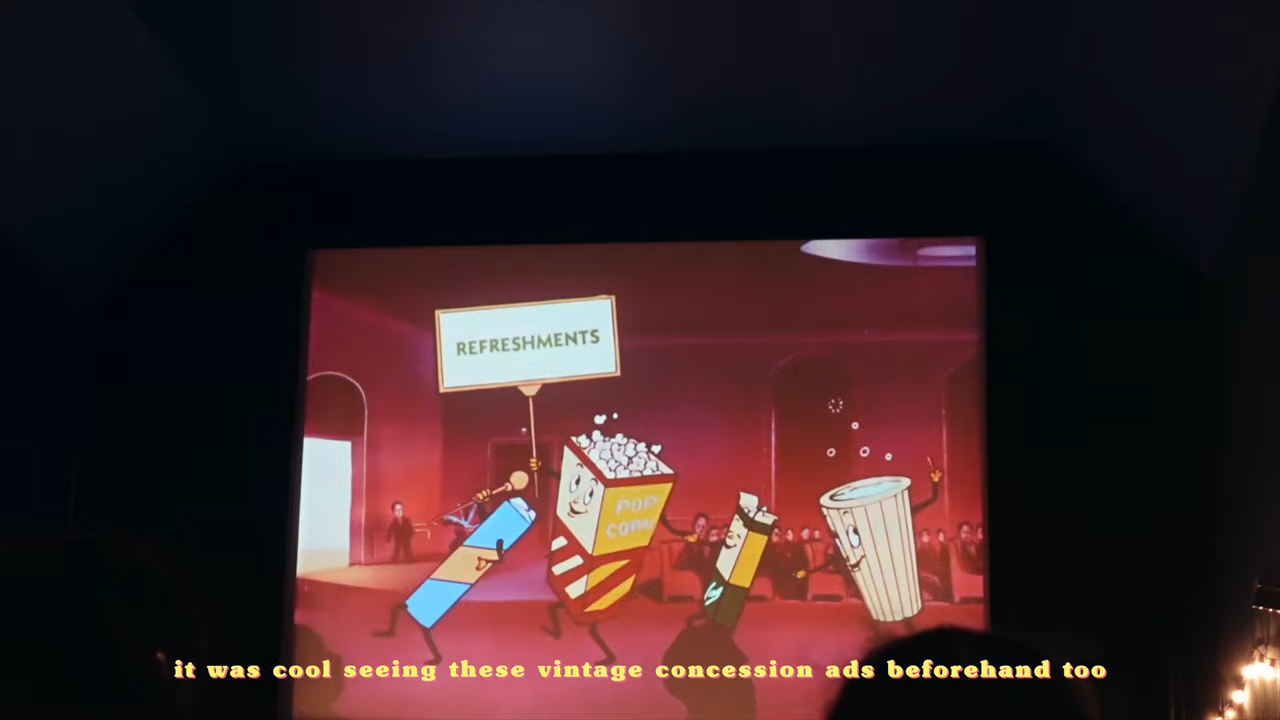 REFRESHMENTS
POP
CORN
it was cool seeing these vintage concession ads beforehand too